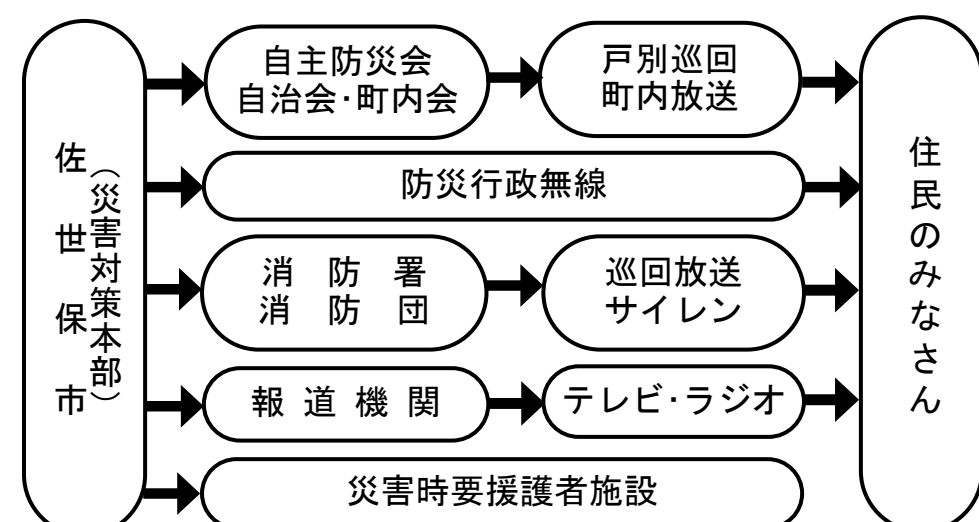 佐世保市
（災害対策本部）
自主防災会
自治会・町内会
戸別巡回
町内放送
防災行政無線
消防署
消防団
巡回放送
サイレン
報道機関
テレビ・ラジオ
災害時要援護者施設
住民のみなさん